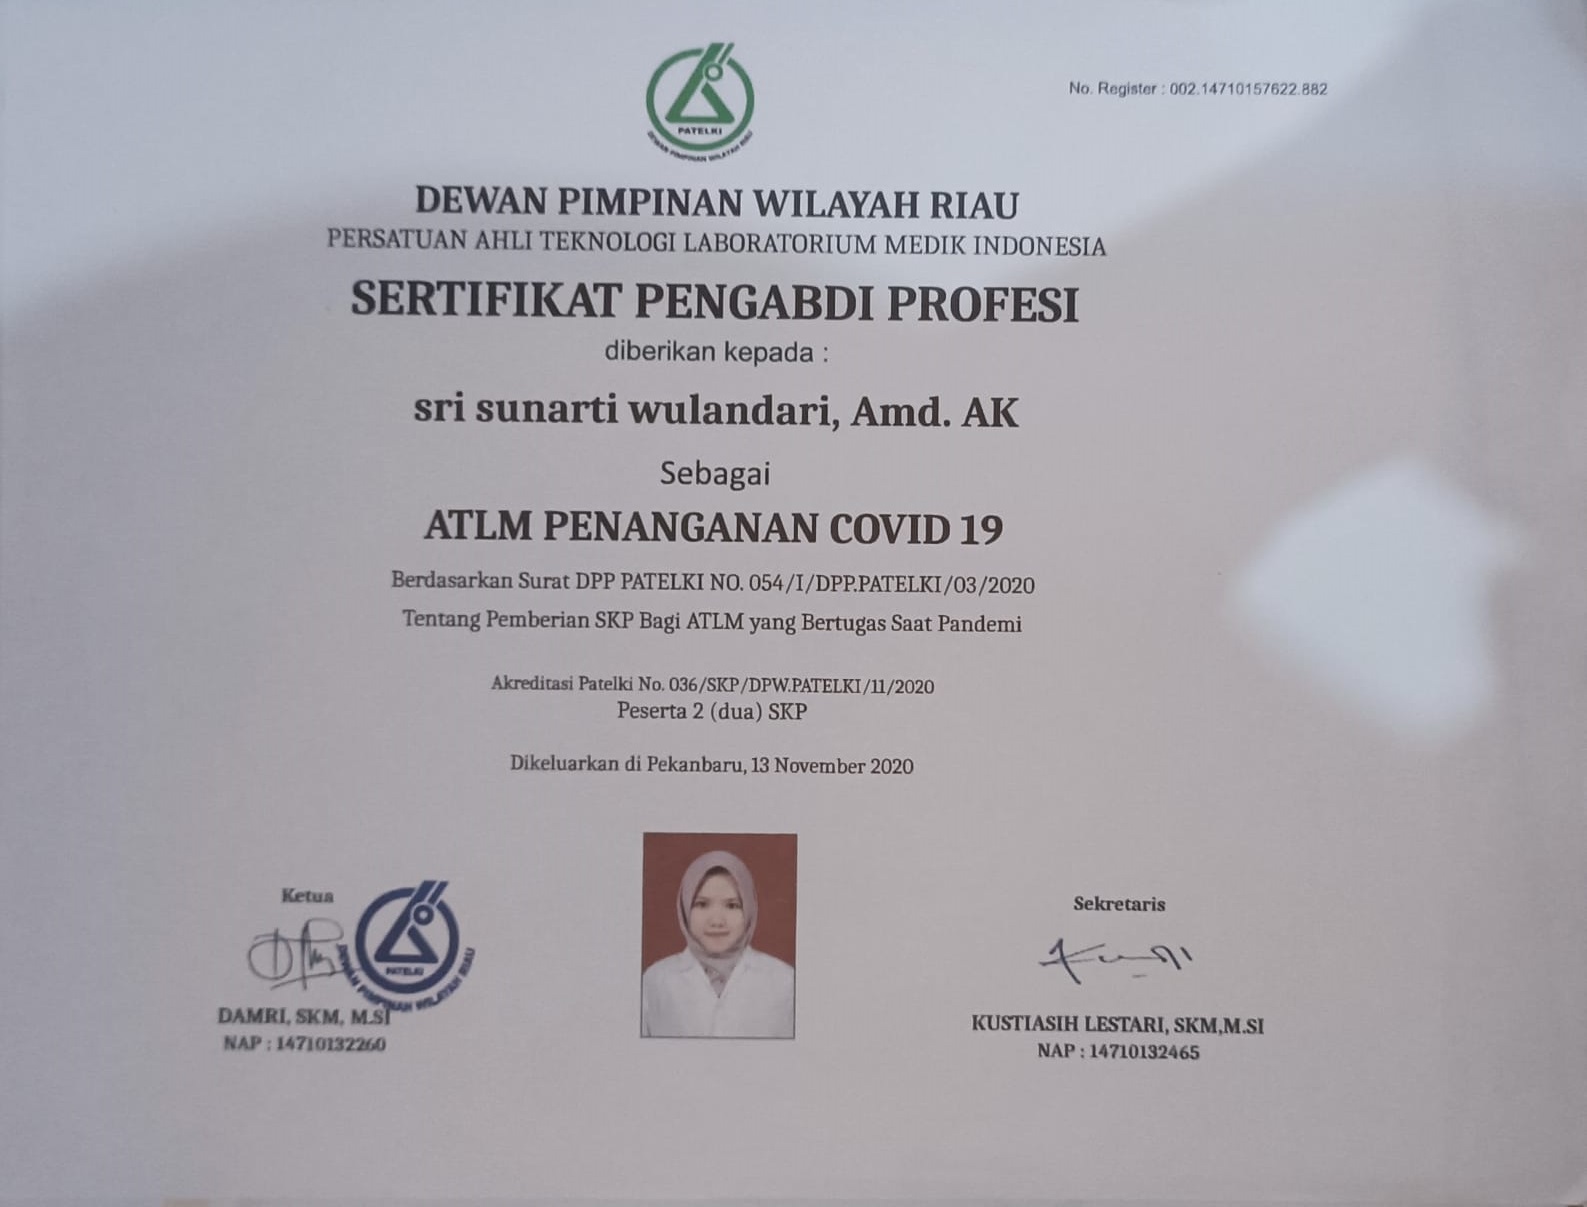 PATELKI
DEWAN PIMPINAN WILAYAH RIAU
No. Register : 002.14710157622.882
DEWAN PIMPINAN WILAYAH RIAU
PERSATUAN AHLI TEKNOLOGI LABORATORIUM MEDIK INDONESIA
SERTIFIKAT PENGABDI PROFESI
diberikan kepada :
sri sunarti wulandari, Amd. AK
Sebagai
ATLM PENANGANAN COVID 19
Berdasarkan Surat DPP PATELKI NO. 054/I/DPP.PATELKI/03/2020
Tentang Pemberian SKP Bagi ATLM yang Bertugas Saat Pandemi
Akreditasi Patelki No. 036/SKP/DPW.PATELKI/11/2020
Peserta 2 (dua) SKP
Dikeluarkan di Pekanbaru, 13 November 2020
Ketua
PATELKI
DEWAN PIMPINAN WILAYAH RIAU
DAMRI, SKM, M.SI
NAP : 14710132260
Sekretaris
KUSTIASIH LESTARI, SKM,M.SI
NAP : 14710132465